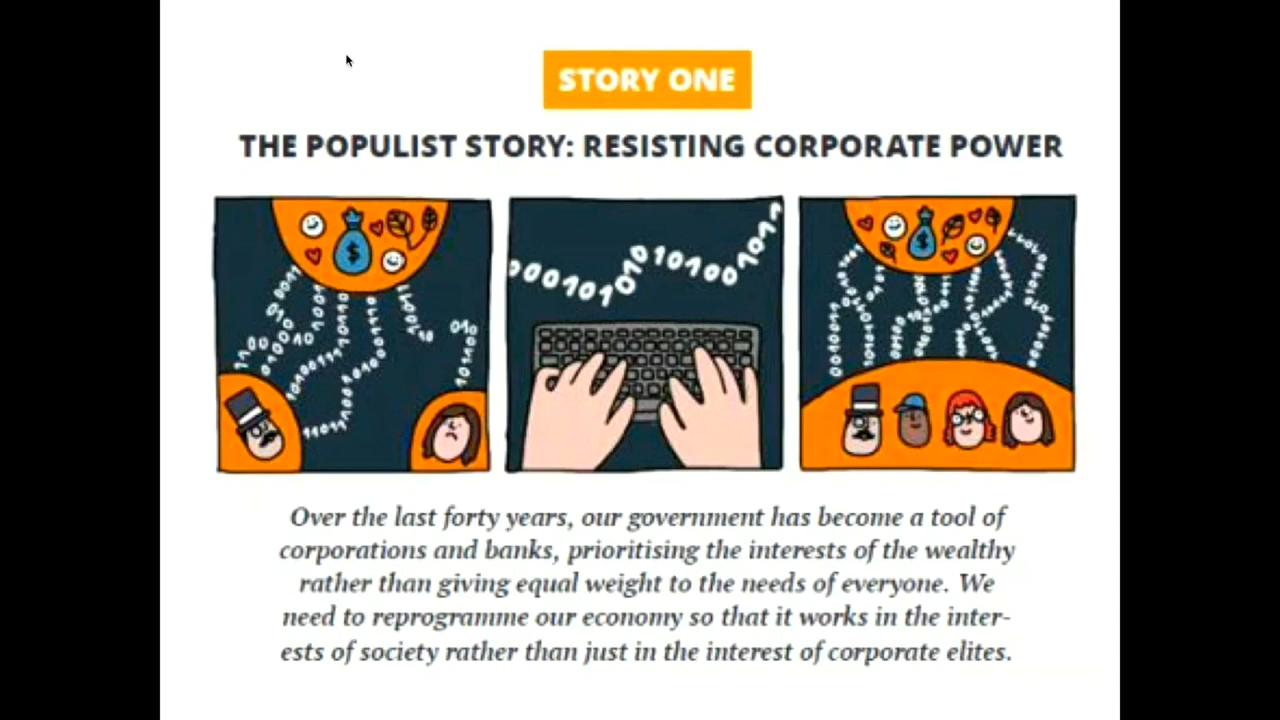 STORY ONE
THE POPULIST STORY: RESISTING CORPORATE POWER
$
$
000101010101001011
Over the last forty years, our government has become a tool of
corporations and banks, prioritising the interests of the wealthy
rather than giving equal weight to the needs of everyone. We
need to reprogramme our economy so that it works in the inter-
ests of society rather than just in the interest of corporate elites.